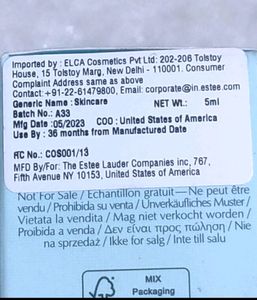 Imported by : ELCA Cosmetics Pvt Ltd: 202-206 Tolstoy
House, 15 Tolstoy Marg, New Delhi - 110001. Consumer
Complaint Address same as above
Contact:+91-22-61479800, Email: corporate@in.estee.com
Generic Name : Skincare NET Wt.: 5ml
Batch No. : A33
Mfg Date :05/2023 COO : United States of America
Use By : 36 months from Manufactured Date
RC No.: COS001/13
MFD By/For: The Estee Lauder Companies inc, 767,
Fifth Avenue NY 10153, United States of America
Not For Sale / Echantillon gratuit—Ne peut être
vendu / Prohibida su venta / Unverkäufliches Muster /
Vietata la vendita / Mag niet verkocht worden /
Proibida a venda / Δεν είναι προς πώληση / Nie
na sprzedaż / Ikke for salg / Inte till salu
MIX
Packaging
FSC